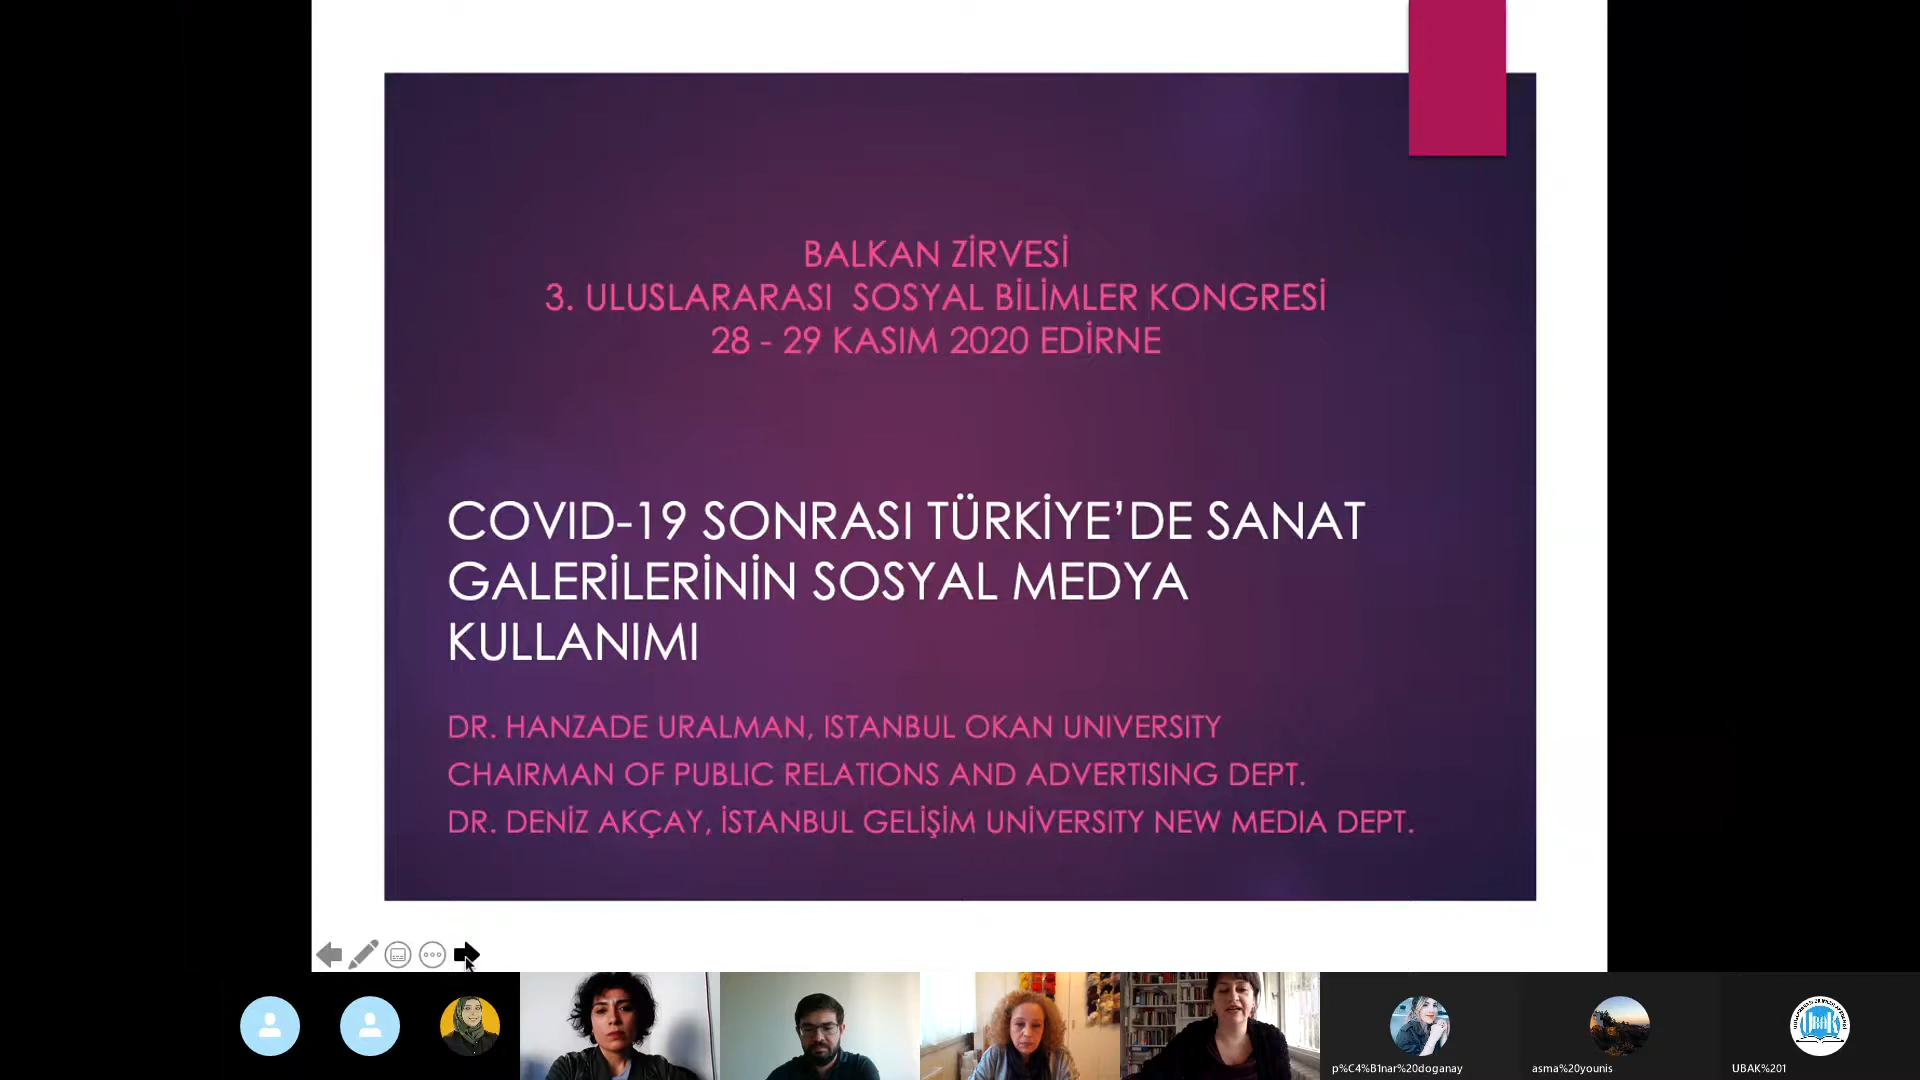 BALKAN ZİRVESİ
3. ULUSLARARASI SOSYAL BİLİMLER KONGRESİ
28 - 29 KASIM 2020 EDİRNE
COVID-19 SONRASI TÜRKİYE’DE SANAT
GALERİLERİNİN SOSYAL MEDYA
KULLANIMI
DR. HANZADE URALMAN, ISTANBUL OKAN UNIVERSITY
CHAIRMAN OF PUBLIC RELATIONS AND ADVERTISING DEPT.
DR. DENİZ AKÇAY, İSTANBUL GELİŞİM UNİVERSITY NEW MEDIA DEPT.
p%C4%B1nar%20doganay
asma%20younis
UBAK
UBAK%201